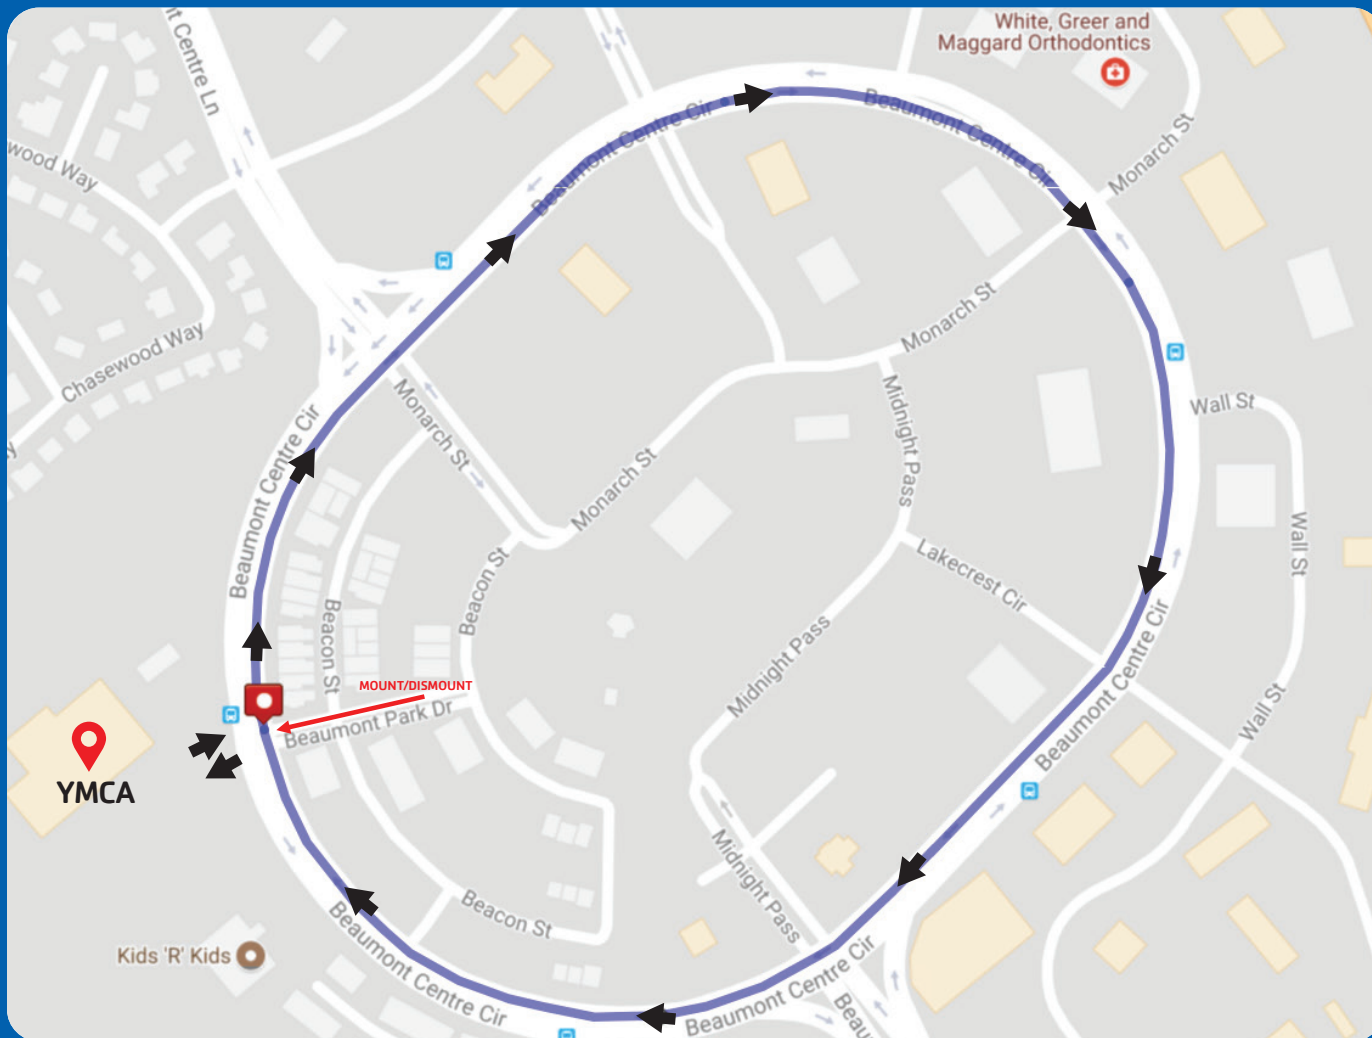 White, Greer and
Maggard Orthodontics
t Centre Ln
Beaumont Centre Cir
Beaumont Centre Cir
Monarch St
wood Way
Monarch St
Chasewood Way
Monarch St
Midnight Pass
Wall St
Beaumont Centre Cir
Monarch St
Wall St
Beacon St
Lakecrest Cir
Beacon St
Midnight Pass
Beaumont Centre Cir
MOUNT/DISMOUNT
Beaumont Park Dr
Wall St
YMCA
Midnight Pass
Beacon St
Kids 'R' Kids
Beaumont Centre Cir
Beaumont Centre Cir
Beau